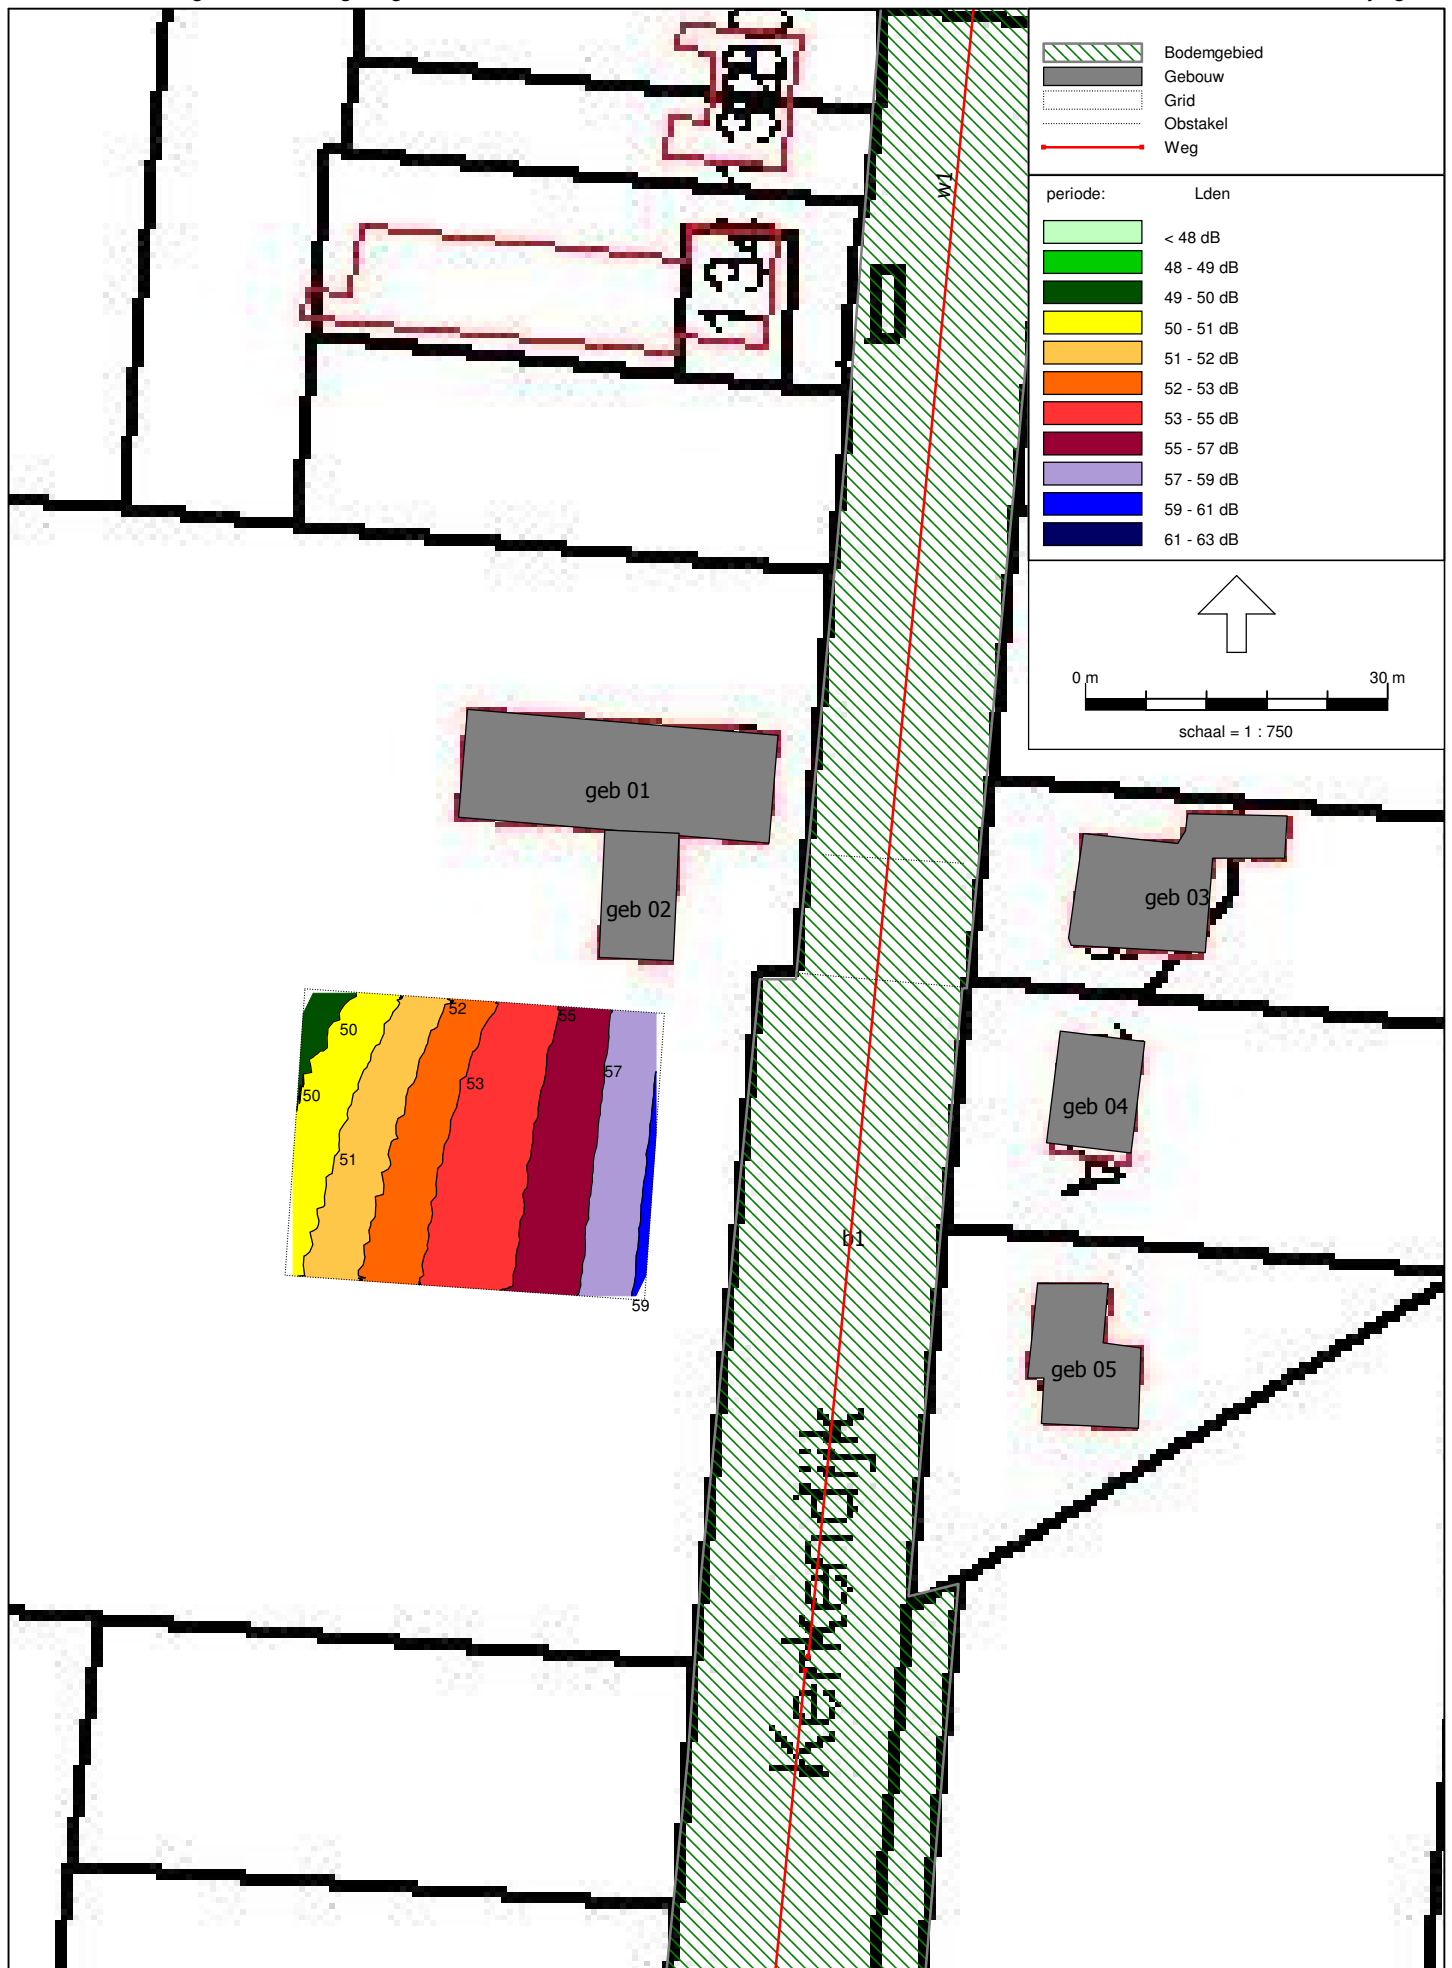 Bodemgebied
Gebouw
Grid
Obstakel
Weg
periode: Lden
< 48 dB
48 - 49 dB
49 - 50 dB
50 - 51 dB
51 - 52 dB
52 - 53 dB
53 - 55 dB
55 - 57 dB
57 - 59 dB
59 - 61 dB
61 - 63 dB
0 m 30 m
schaal = 1 : 750
w1
134
geb 01
geb 02
geb 03
geb 04
geb 05
50
52
55
57
53
50
51
59
b1
Kerkendijk